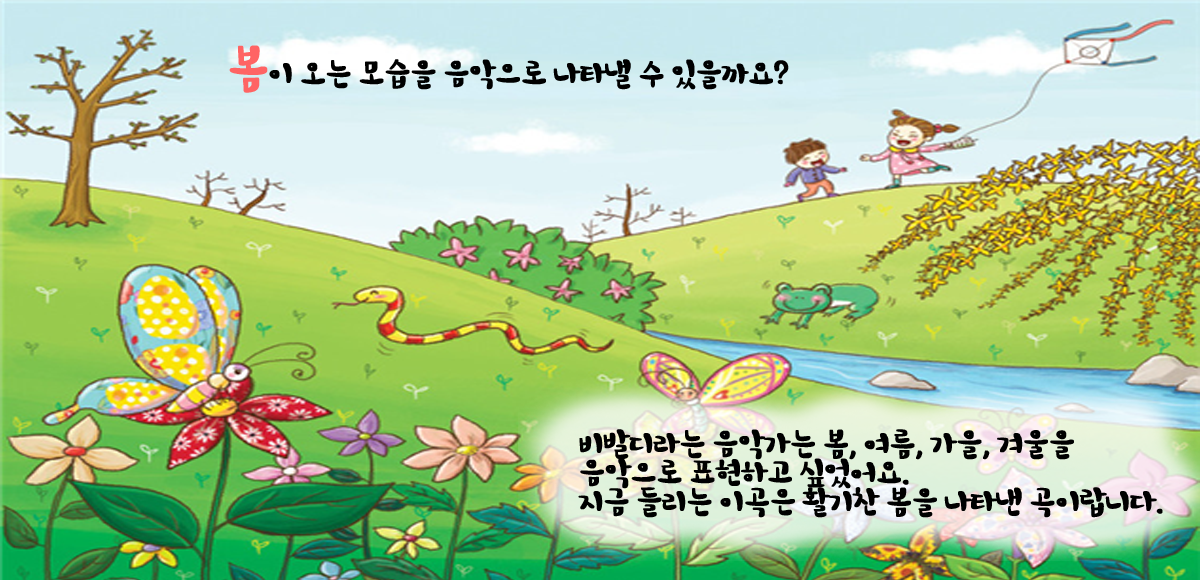 봄이 오는 모습을 음악으로 나타낼 수 있을까요?
비발디라는 음악가는 봄, 여름, 가을, 겨울을
음악으로 표현하고 싶었어요.
지금 들리는 이곡은 활기찬 봄을 나타낸 곡이랍니다.